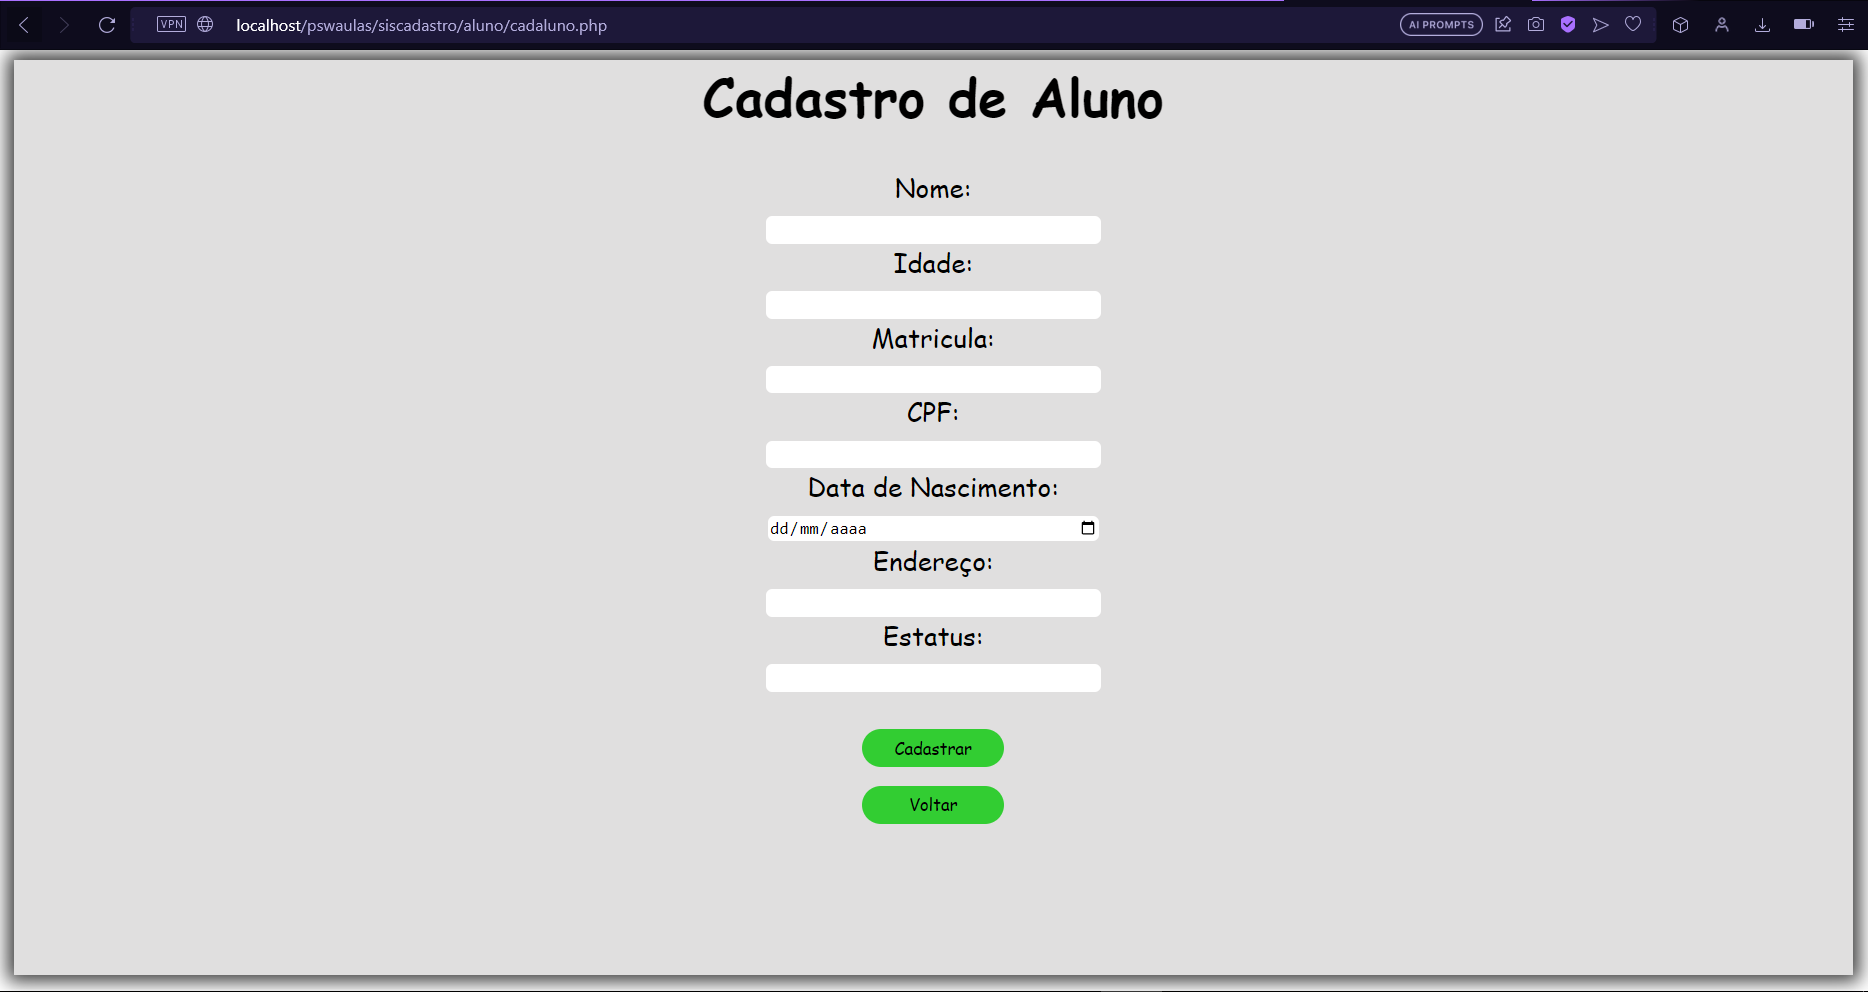 VPN localhost/pswaulas/siscadastro/aluno/cadaluno.php AI PROMPTS
Cadastro de Aluno
Nome:
Idade:
Matricula:
CPF:
Data de Nascimento:
dd/mm/aaaa
Endereço:
Estatus:
Cadastrar
Voltar